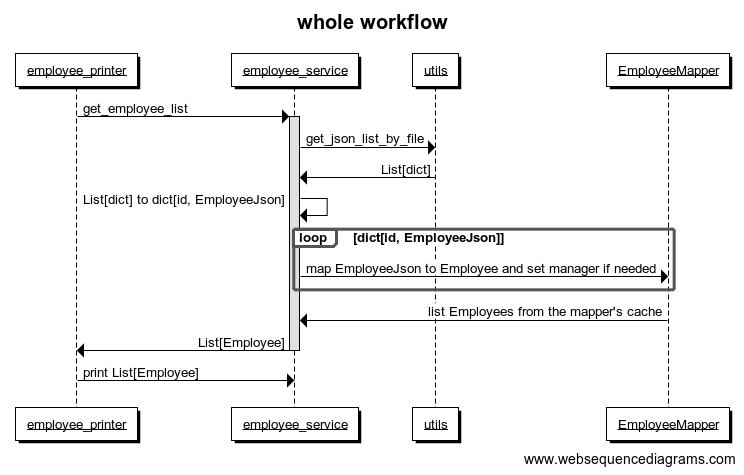 whole workflow
employee_printer
employee_service
utils
EmployeeMapper
get_employee_list
get_json_list_by_file
List[dict]
List[dict] to dict[id, EmployeeJson]
loop [dict[id, EmployeeJson]]
map EmployeeJson to Employee and set manager if needed
list Employees from the mapper's cache
List[Employee]
print List[Employee]
employee_printer
employee_service
utils
EmployeeMapper
www.websequencediagrams.com